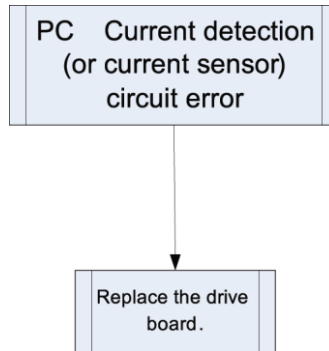 PC Current detection
(or current sensor)
circuit error
Replace the drive
board.